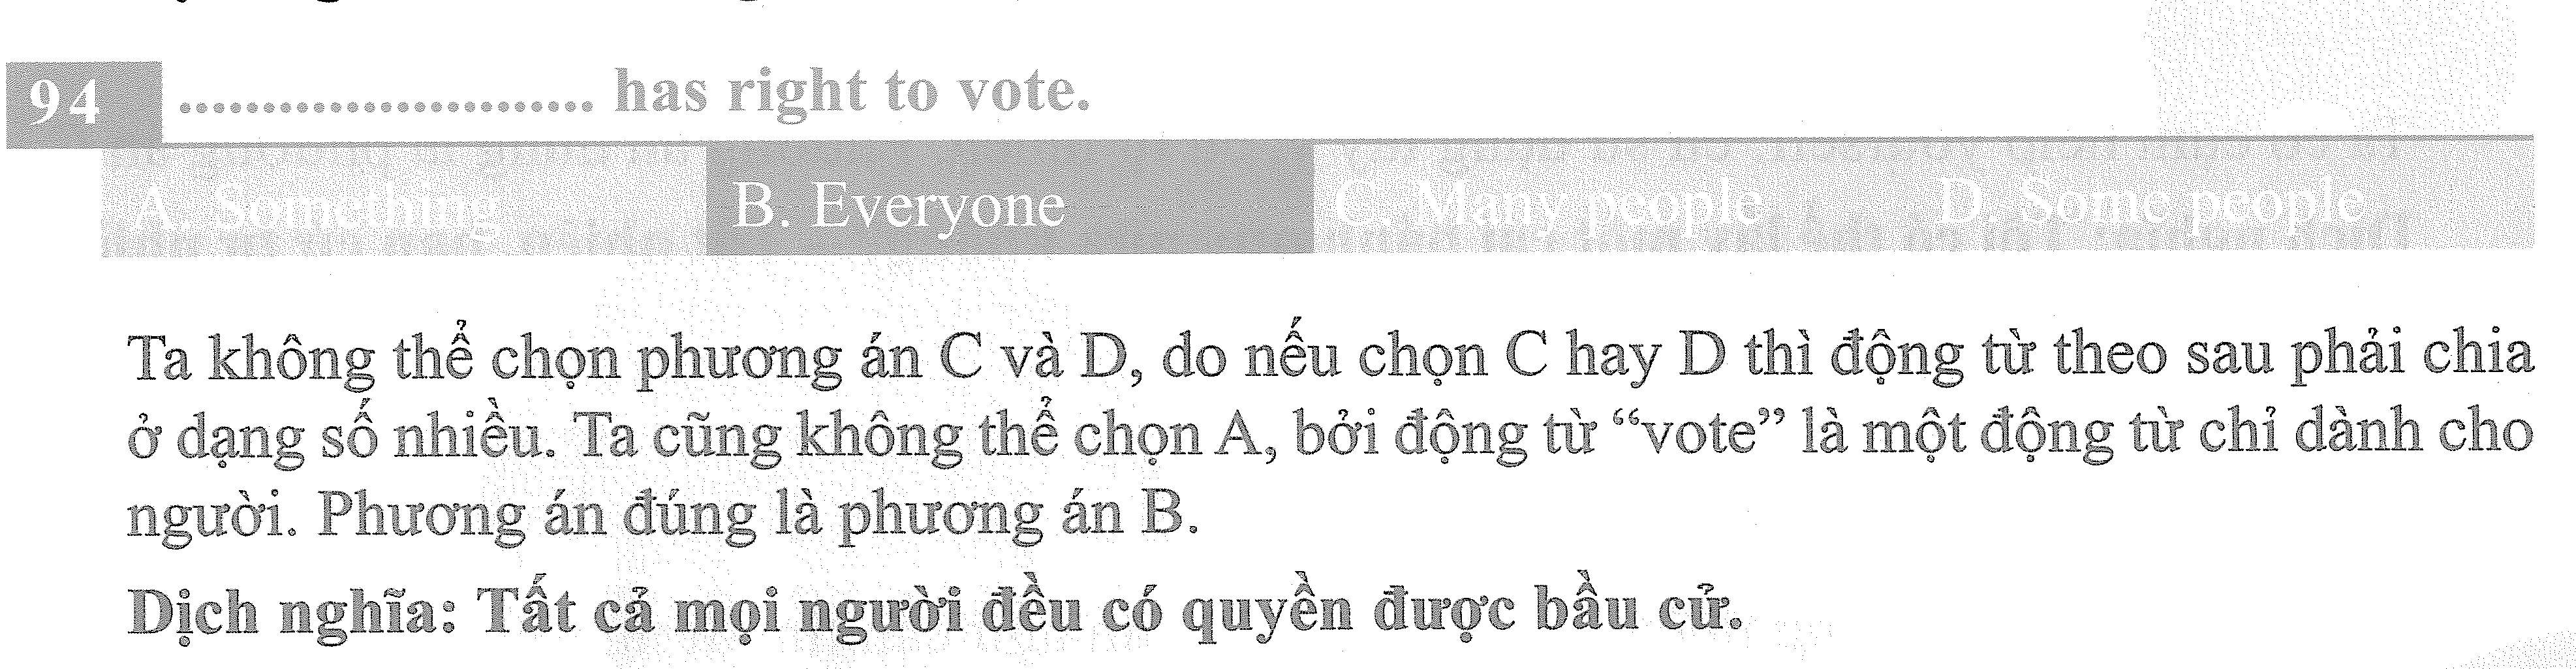 94 ........................ has right to vote.
A. Something B. Everyone C. Many people D. Some people
Ta không thể chọn phương án C và D, do nếu chọn C hay D thì động từ theo sau phải chia
ở dạng số nhiều. Ta cũng không thể chọn A, bởi động từ “vote” là một động từ chỉ dành cho
người. Phương án đúng là phương án B.
Dịch nghĩa: Tất cả mọi người đều có quyền được bầu cử.